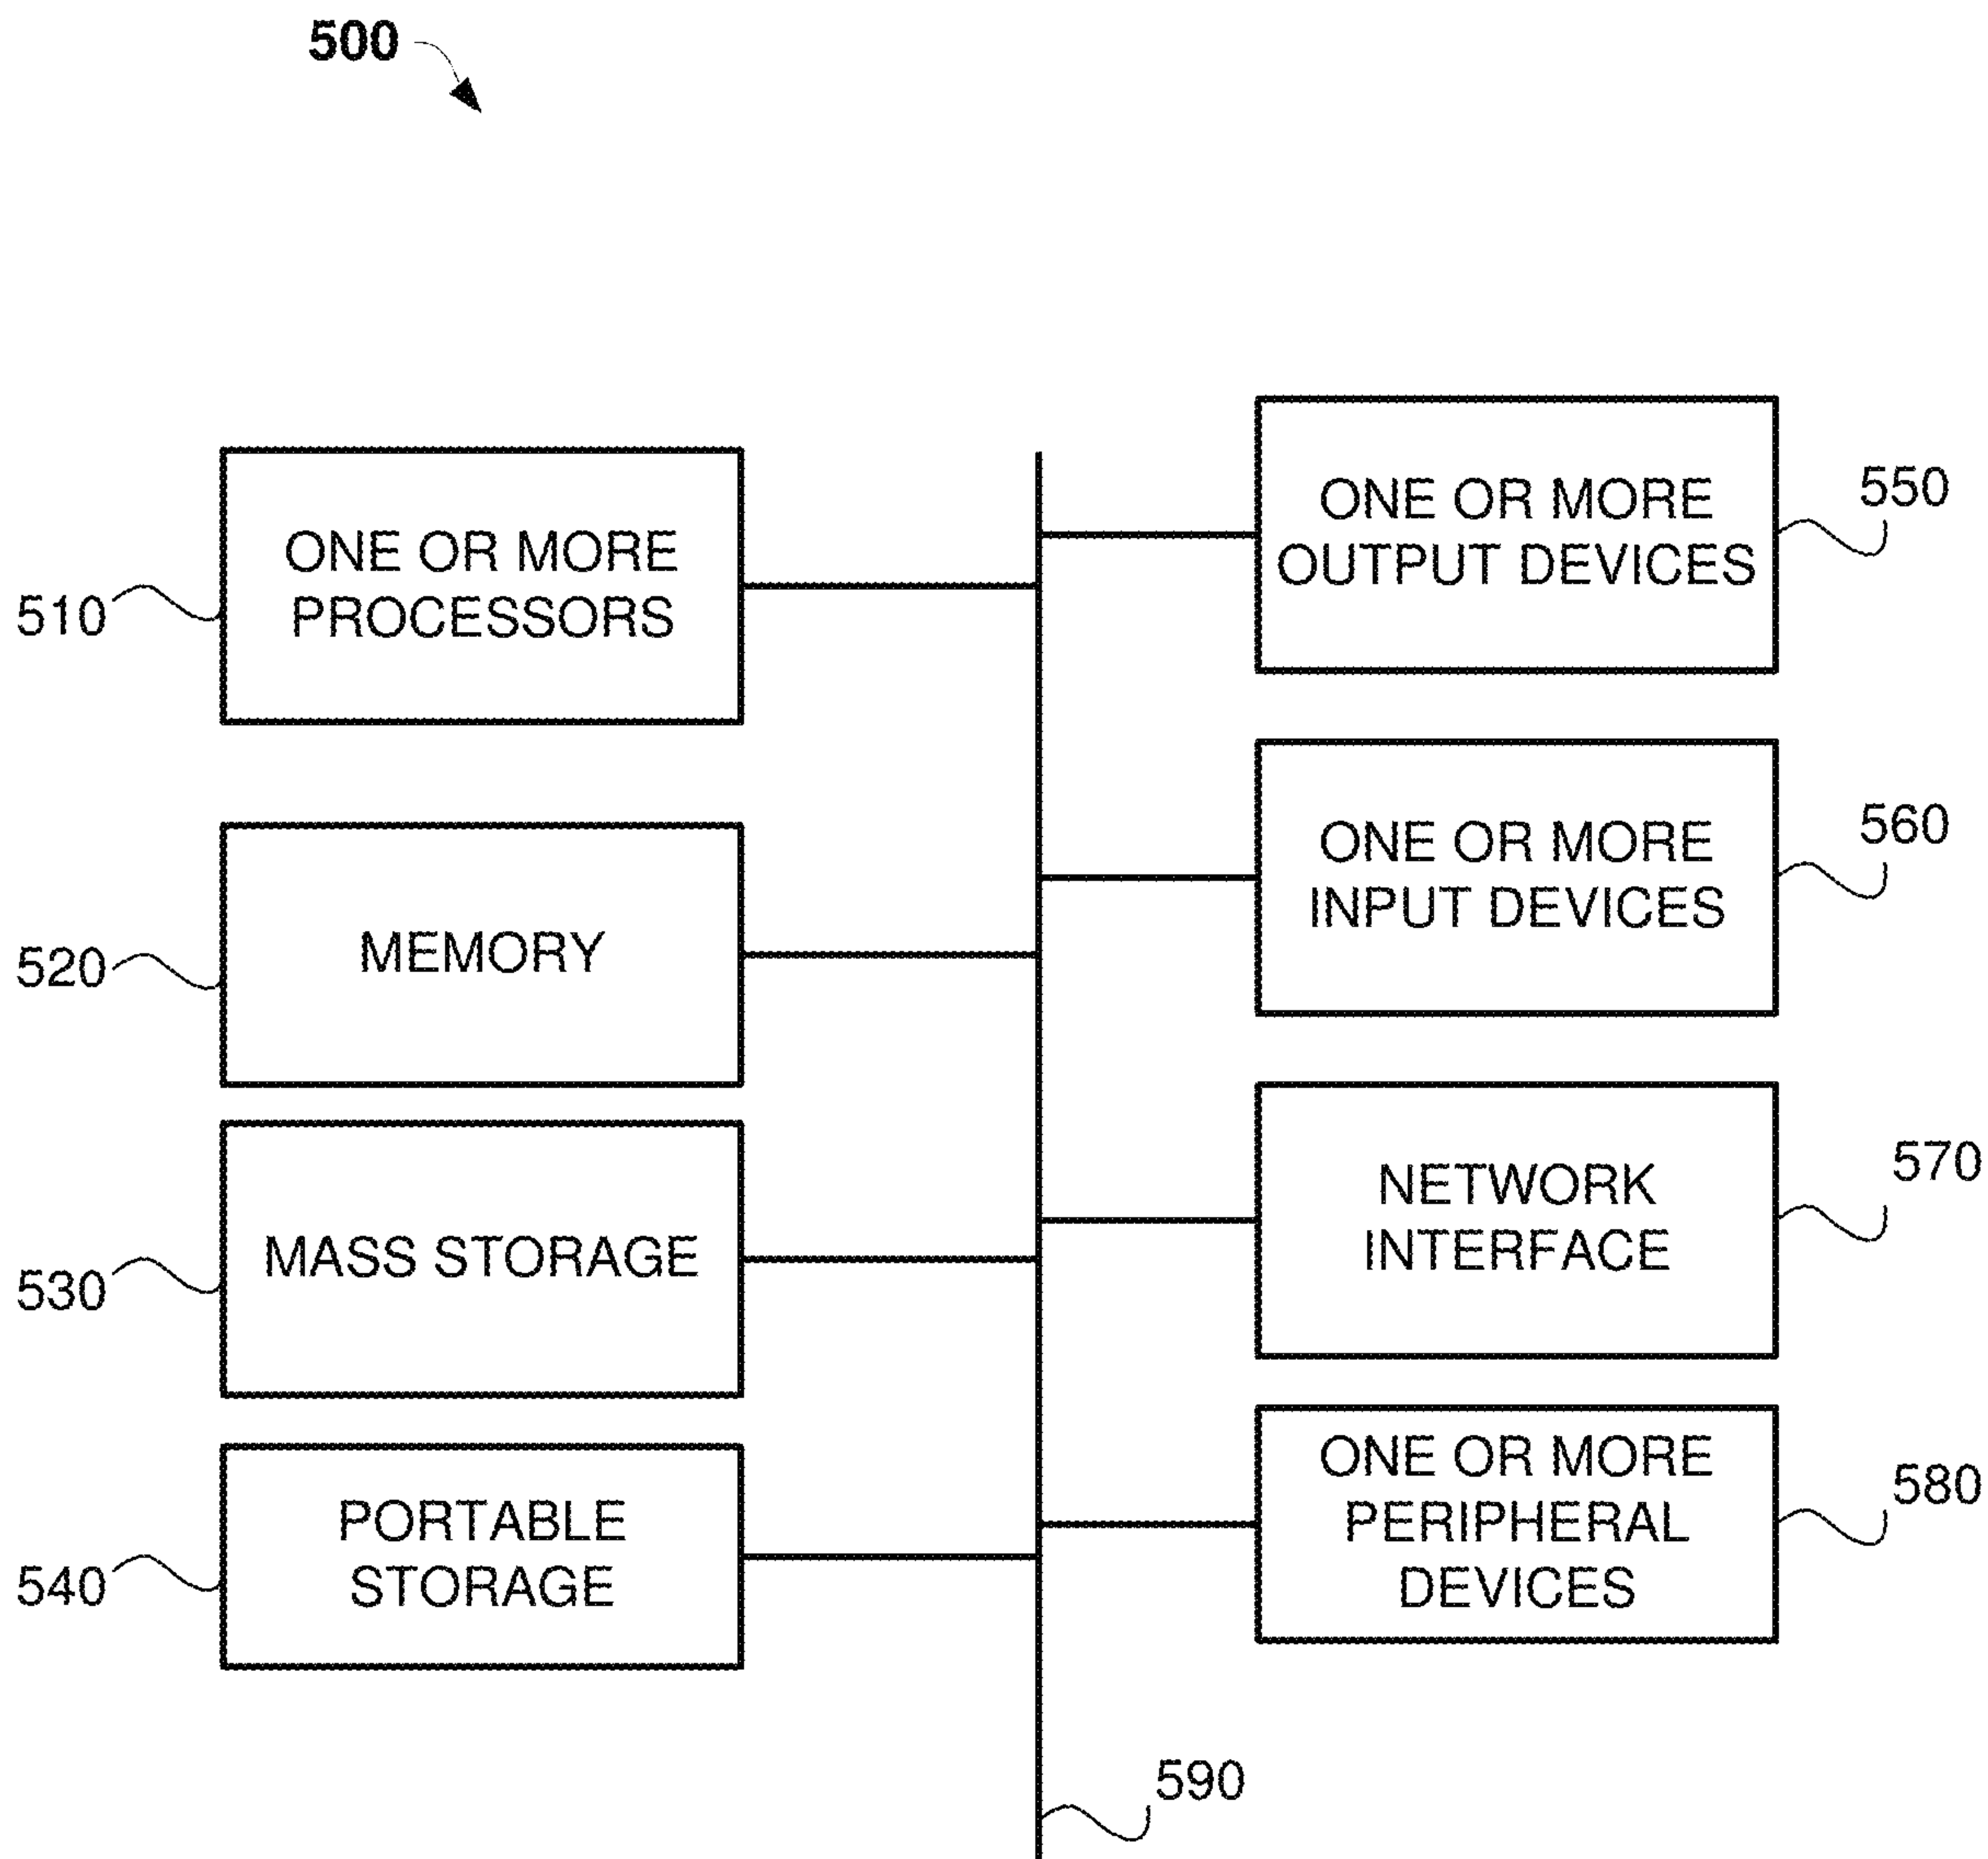 500
ONE OR MORE
PROCESSORS
510
MEMORY
520
MASS STORAGE
530
PORTABLE
STORAGE
540
ONE OR MORE
OUTPUT DEVICES
550
ONE OR MORE
INPUT DEVICES
560
NETWORK
INTERFACE
570
ONE OR MORE
PERIPHERAL
DEVICES
580
590